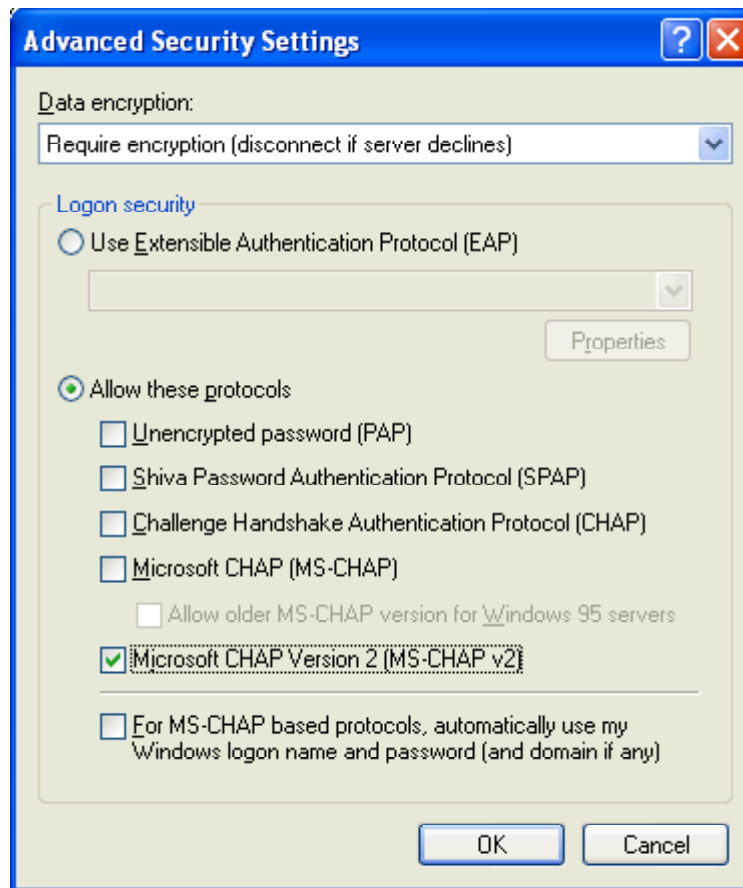 Advanced Security Settings
Data encryption:
Require encryption (disconnect if server declines)
Logon security
Use Extensible Authentication Protocol (EAP)
Properties
Allow these protocols
Unencrypted password (PAP)
Shiva Password Authentication Protocol (SPAP)
Challenge Handshake Authentication Protocol (CHAP)
Microsoft CHAP (MS-CHAP)
Allow older MS-CHAP version for Windows 95 servers
Microsoft CHAP Version 2 (MS-CHAP v2)
For MS-CHAP based protocols, automatically use my
Windows logon name and password (and domain if any)
OK Cancel